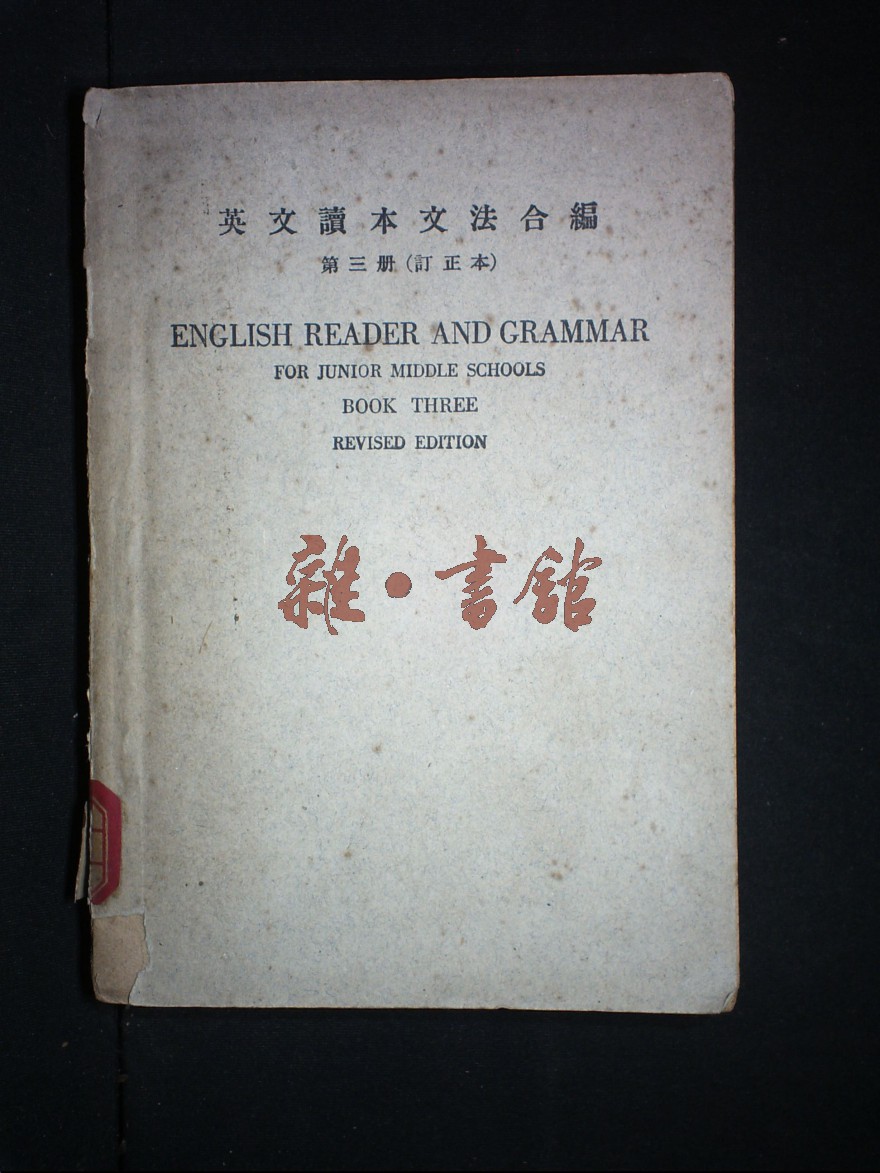 英文讀本文法合編
第三册(訂正本)
ENGLISH READER AND GRAMMAR
FOR JUNIOR MIDDLE SCHOOLS
BOOK THREE
REVISED EDITION
雜·書館